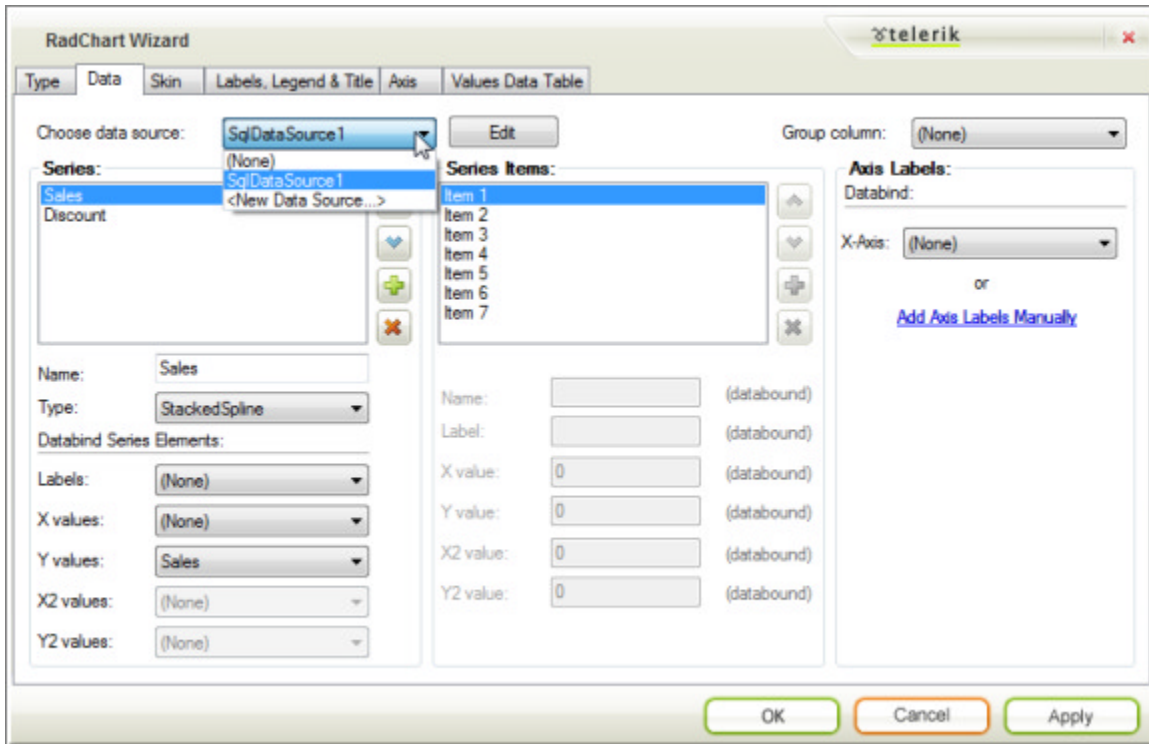 RadChart Wizard
telerik
Type Data Skin Labels, Legend & Title Axis Values Data Table
Choose data source: SqlDataSource1 Edit Group column: (None)
(None)
SqlDataSource1
<New Data Source...>
Series:
Sales
Discount
Name: Sales
Type: StackedSpline
Databind Series Elements:
Labels: (None)
X values: (None)
Y values: Sales
X2 values: (None)
Y2 values: (None)
Series Items:
Item 1
Item 2
Item 3
Item 4
Item 5
Item 6
Item 7
Name: (databound)
Label: (databound)
X value: 0 (databound)
Y value: 0 (databound)
X2 value: 0 (databound)
Y2 value: 0 (databound)
Axis Labels:
Databind:
X-Axis: (None)
or
Add Axis Labels Manually
OK Cancel Apply